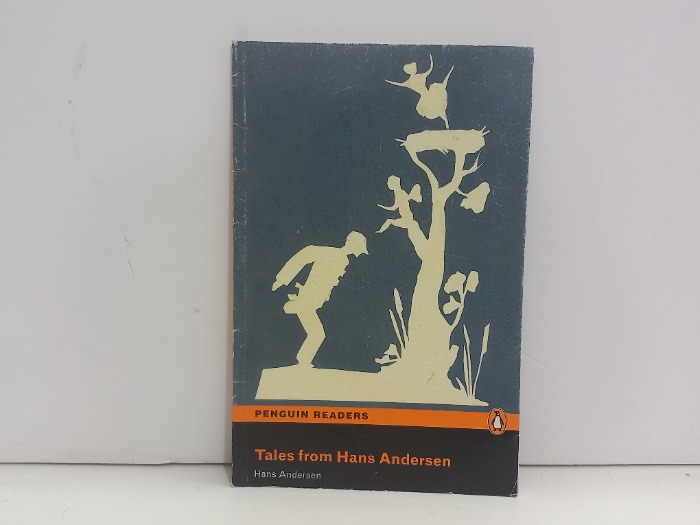 PENGUIN READERS
Tales from Hans Andersen
Hans Andersen